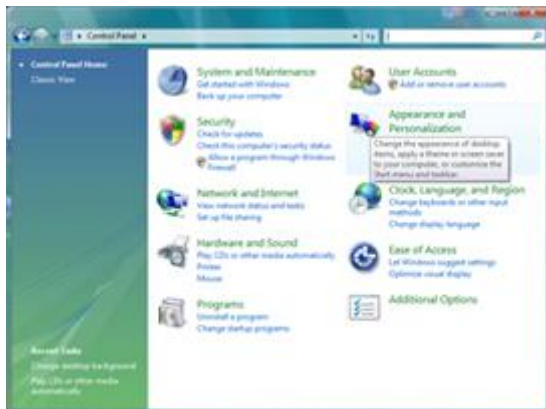 Control Panel
Control Panel Home
Classic View
System and Maintenance
Get started with Windows
Back up your computer
Security
Check for updates
Check this computer's security status
Allow a program through Windows
Firewall
Network and Internet
View network status and tasks
Set up file sharing
Hardware and Sound
Play CDs or other media automatically
Printer
Mouse
Programs
Uninstall a program
Change startup programs
User Accounts
Add or remove user accounts
Appearance and
Personalization
Change the appearance of desktop
items, apply a theme or screen saver
to your computer, or customize the
Start menu and taskbar.
Clock, Language, and Region
Change keyboards or other input
methods
Change display language
Ease of Access
Let Windows suggest settings
Optimize visual display
Additional Options
Recent Tasks
Change desktop background
Play CDs or other media
automatically